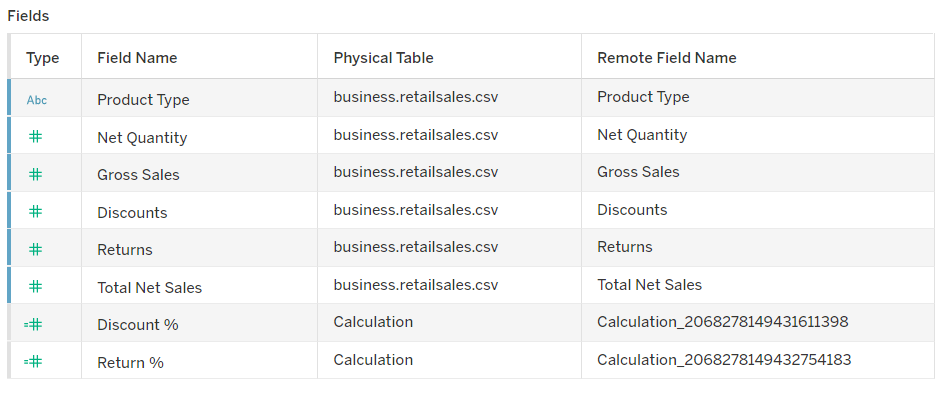 Fields
Type Field Name Physical Table Remote Field Name
Abc Product Type business.retailsales.csv Product Type
# Net Quantity business.retailsales.csv Net Quantity
# Gross Sales business.retailsales.csv Gross Sales
# Discounts business.retailsales.csv Discounts
# Returns business.retailsales.csv Returns
# Total Net Sales business.retailsales.csv Total Net Sales
=# Discount % Calculation Calculation_2068278149431611398
=# Return % Calculation Calculation_2068278149432754183